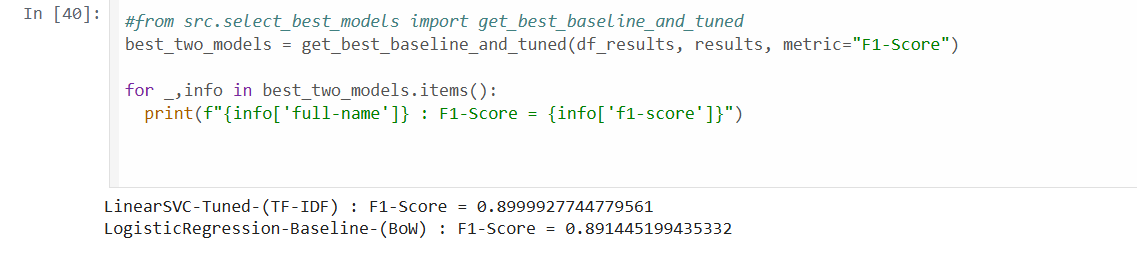 In [40]:
#from src.select_best_models import get_best_baseline_and_tuned
best_two_models = get_best_baseline_and_tuned(df_results, results, metric="F1-Score")
for _,info in best_two_models.items():
  print(f"{info['full-name']} : F1-Score = {info['f1-score']}")
LinearSVC-Tuned-(TF-IDF) : F1-Score = 0.8999927744779561
LogisticRegression-Baseline-(BoW) : F1-Score = 0.891445199435332